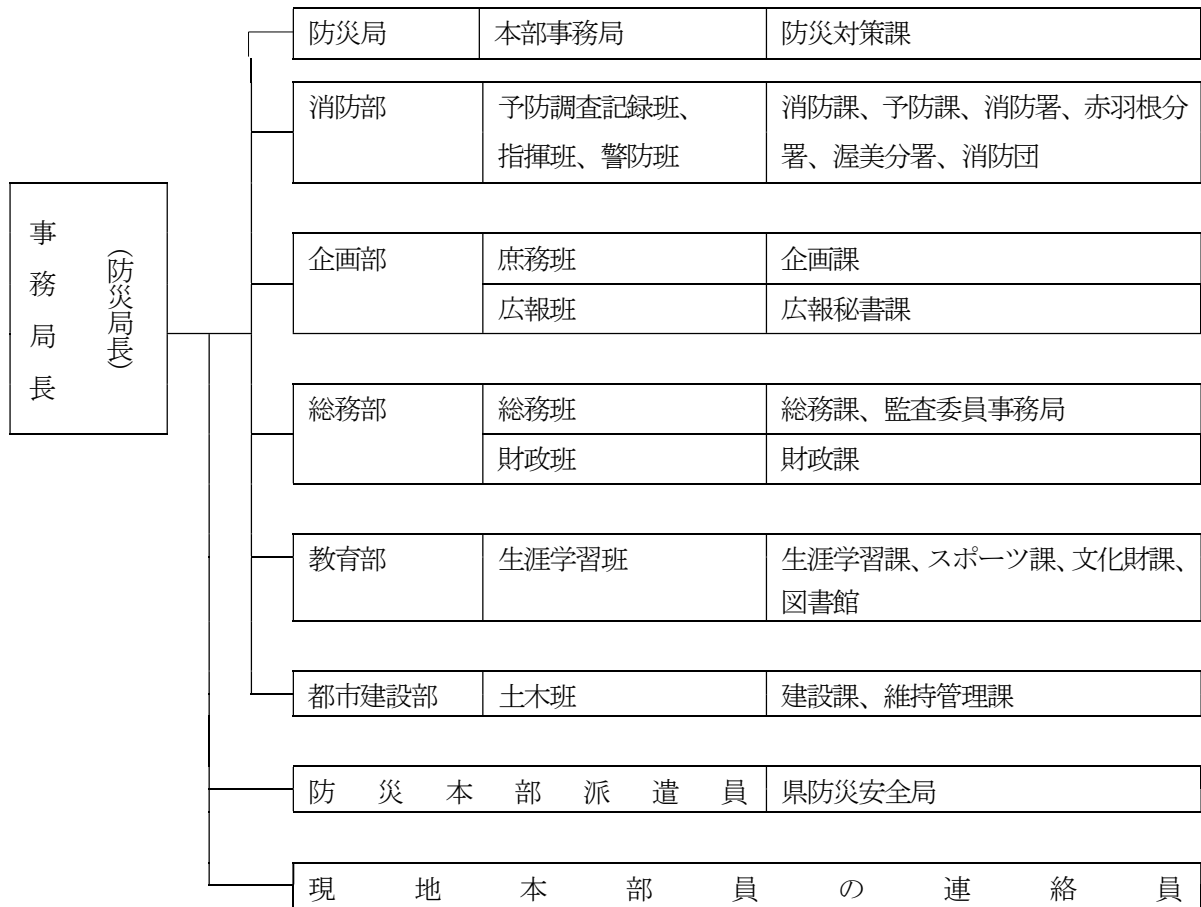 事務局長
（防災局長）
防災局 本部事務局 防災対策課
消防部 予防調査記録班、 消防課、予防課、消防署、赤羽根分
指揮班、警防班 署、渥美分署、消防団
企画部 庶務班 企画課
広報班 広報秘書課
総務部 総務班 総務課、監査委員事務局
財政班 財政課
教育部 生涯学習班 生涯学習課、スポーツ課、文化財課、
図書館
都市建設部 土木班 建設課、維持管理課
防災本部派遣員 県防災安全局
現地本部員の連絡員